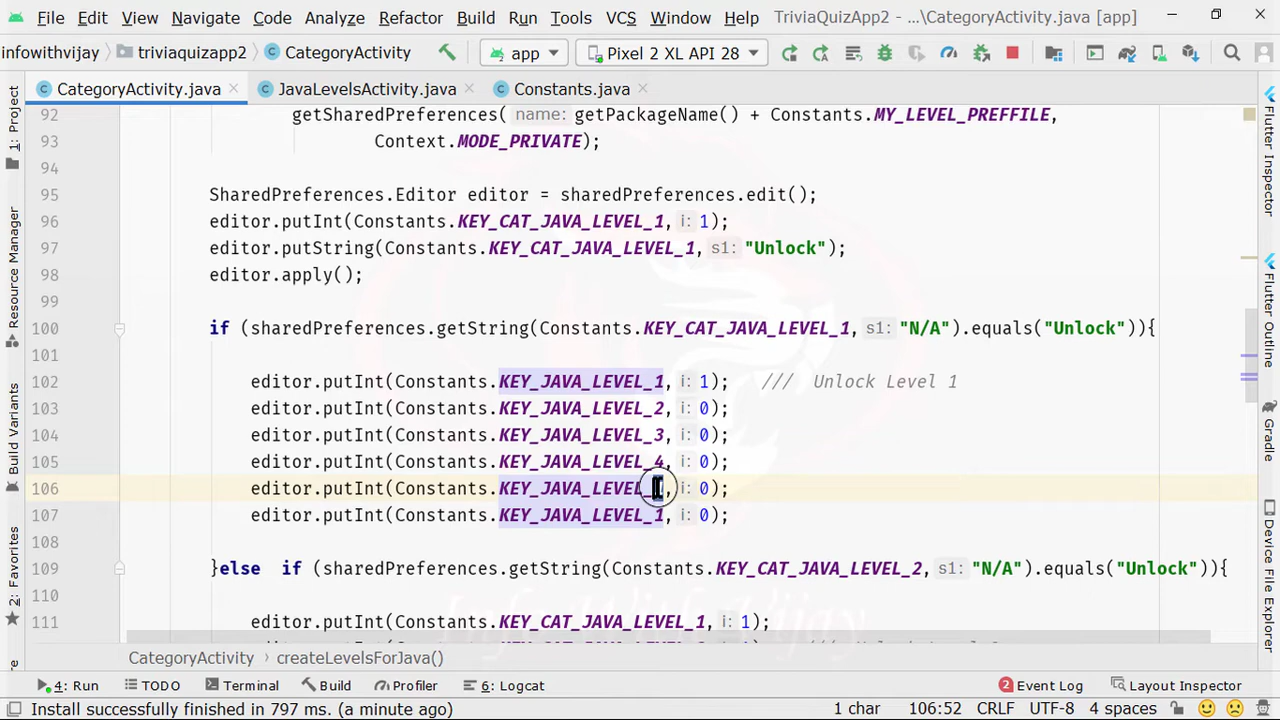 File Edit View Navigate Code Analyze Refactor Build Run Tools VCS Window Help TriviaQuizApp2 - ...\CategoryActivity.java [app]
infowithvijay triviaquizapp2 CategoryActivity app Pixel 2 XL API 28
CategoryActivity.java JavaLevelsActivity.java Constants.java
92 getSharedPreferences( name: getPackageName() + Constants.MY_LEVEL_PREFFILE,
93 Context.MODE_PRIVATE);
94
95 SharedPreferences.Editor editor = sharedPreferences.edit();
96 editor.putInt(Constants.KEY_CAT_JAVA_LEVEL_1, i: 1);
97 editor.putString(Constants.KEY_CAT_JAVA_LEVEL_1, s1: "Unlock");
98 editor.apply();
99
100 if (sharedPreferences.getString(Constants.KEY_CAT_JAVA_LEVEL_1, s1: "N/A").equals("Unlock")){
101
102 editor.putInt(Constants.KEY_JAVA_LEVEL_1, i: 1); /// Unlock Level 1
103 editor.putInt(Constants.KEY_JAVA_LEVEL_2, i: 0);
104 editor.putInt(Constants.KEY_JAVA_LEVEL_3, i: 0);
105 editor.putInt(Constants.KEY_JAVA_LEVEL_4, i: 0);
106 editor.putInt(Constants.KEY_JAVA_LEVEL_ , i: 0);
107 editor.putInt(Constants.KEY_JAVA_LEVEL_1, i: 0);
108
109 }else if (sharedPreferences.getString(Constants.KEY_CAT_JAVA_LEVEL_2, s1: "N/A").equals("Unlock")){
110
111 editor.putInt(Constants.KEY_CAT_JAVA_LEVEL_1, i: 1);
CategoryActivity createLevelsForJava()
4: Run TODO Terminal Build Profiler 6: Logcat 2 Event Log Layout Inspector
Install successfully finished in 797 ms. (a minute ago) 1 char 106:52 CRLF UTF-8 4 spaces
1: Project
Resource Manager
Build Variants
2: Favorites
Flutter Inspector
Flutter Outline
Gradle
Device File Explorer